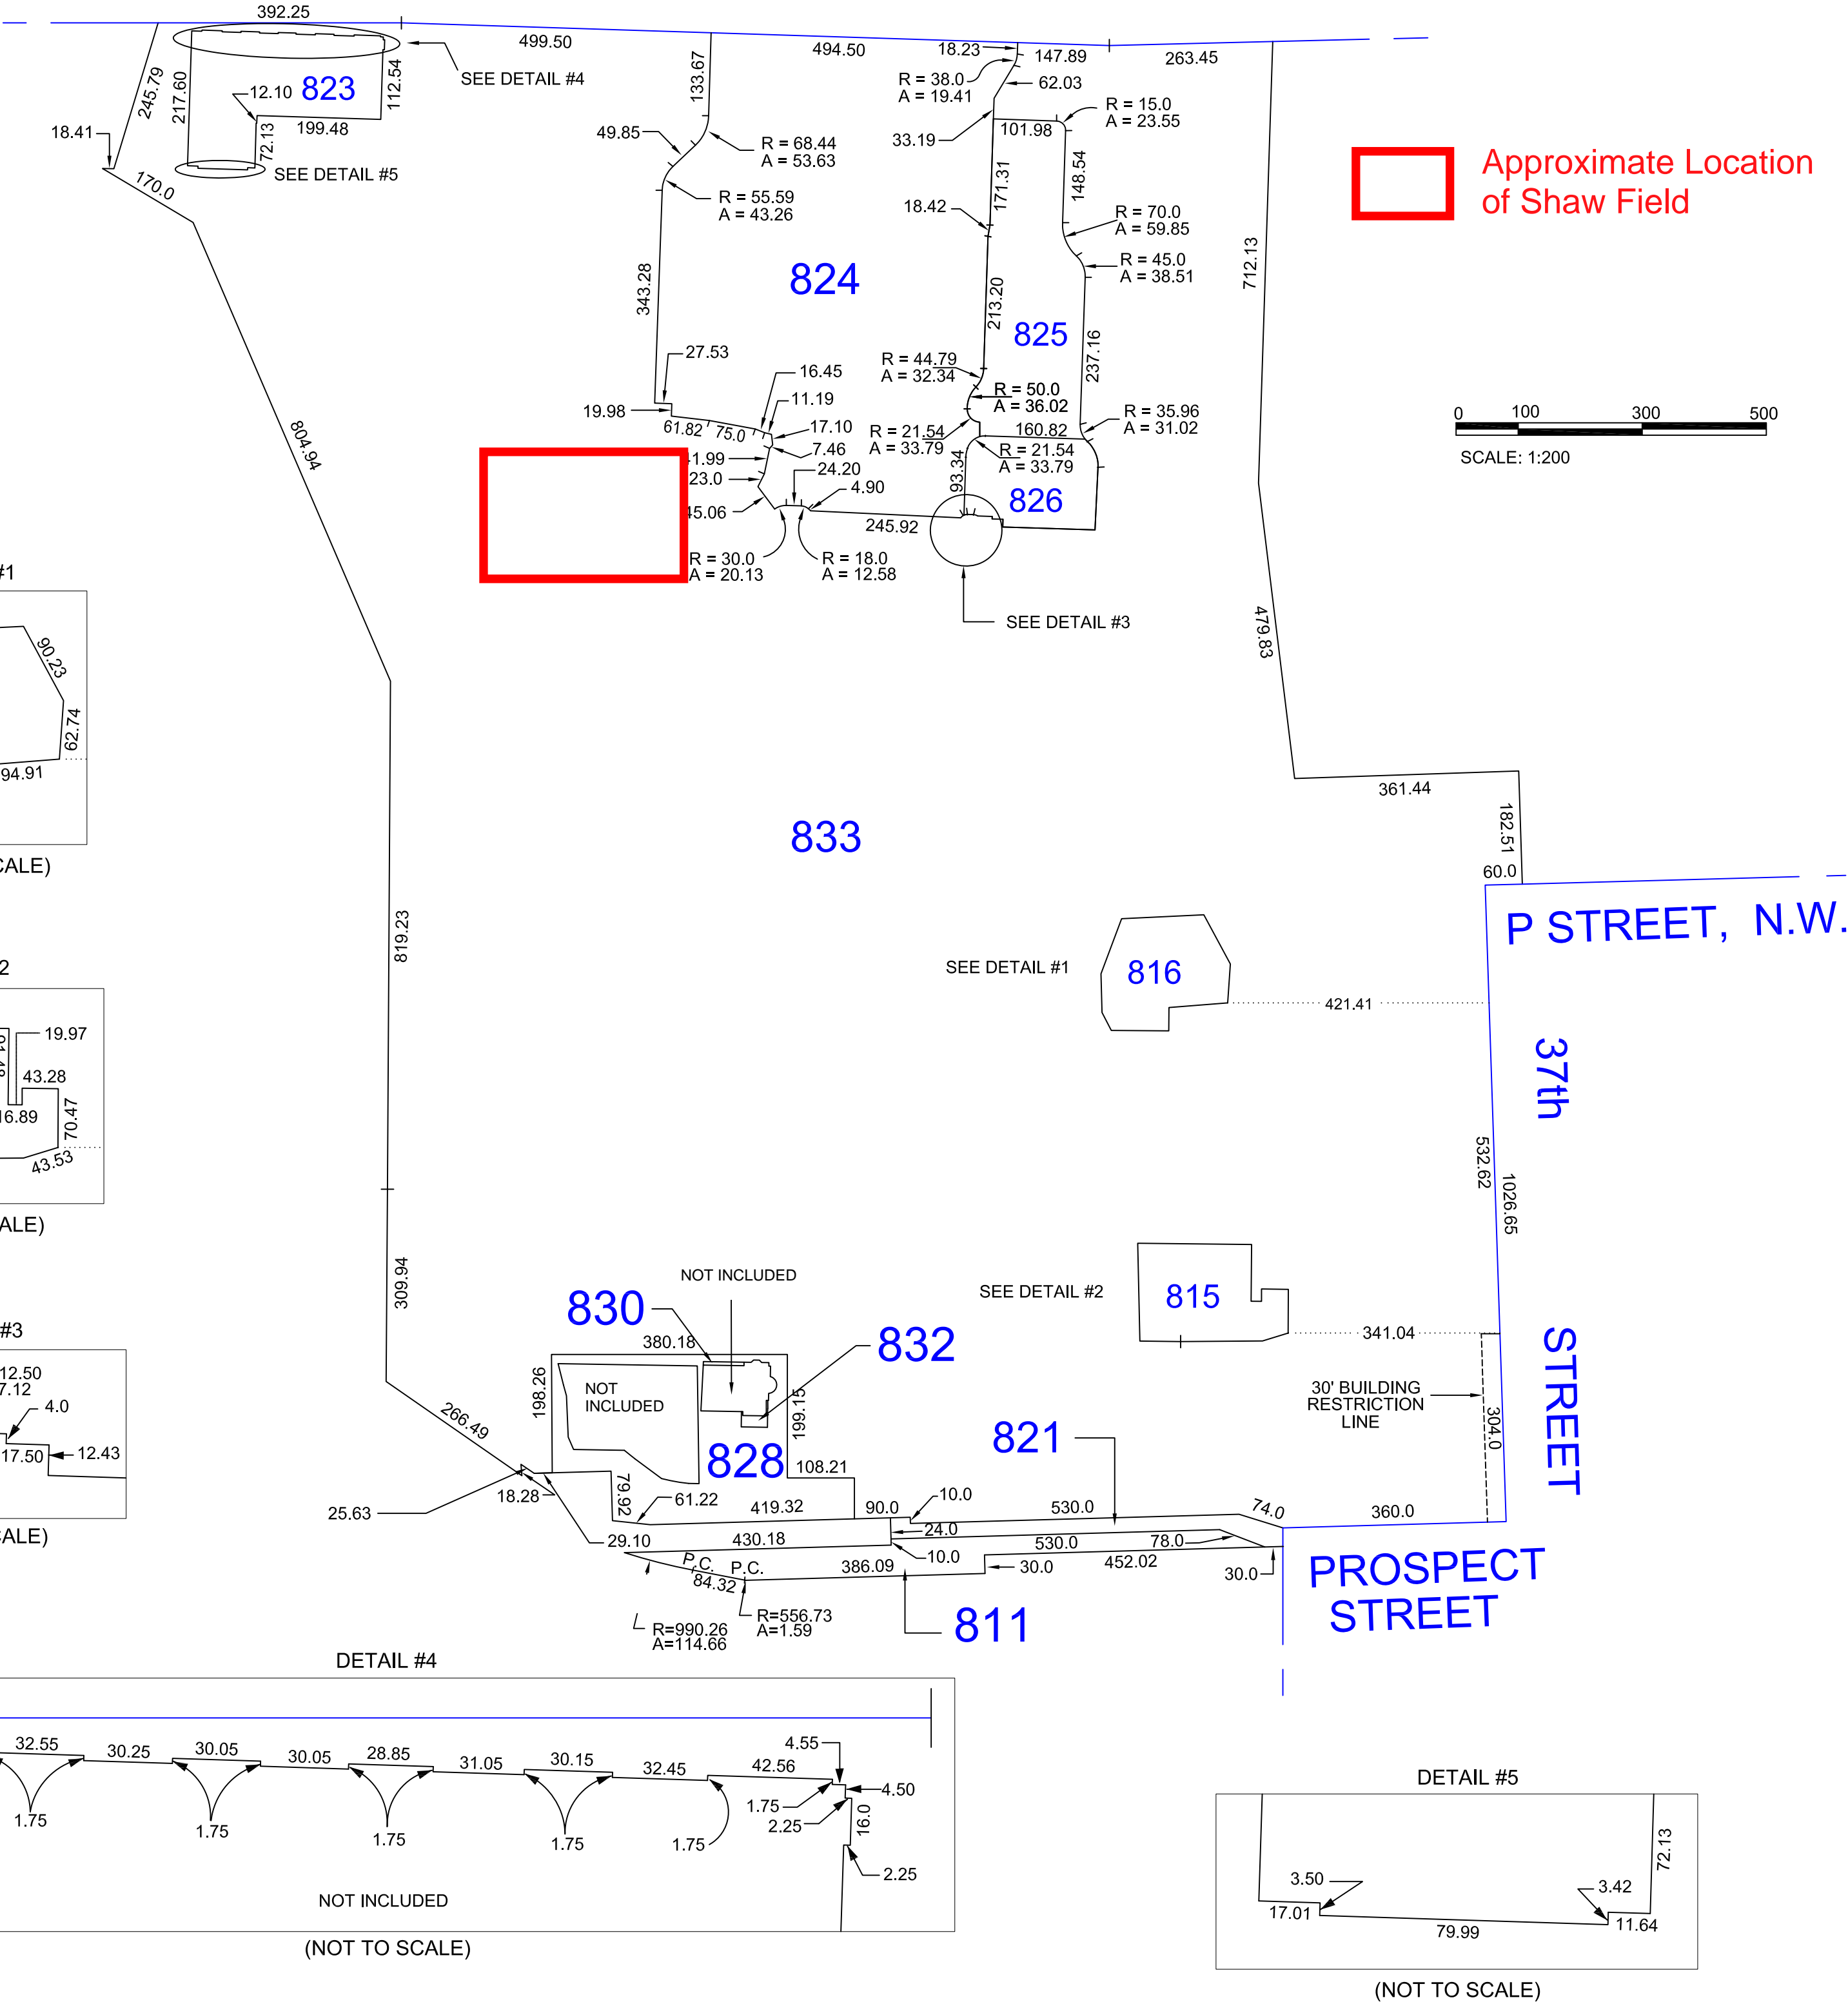 392.25
499.50
494.50
18.23
147.89
263.45
245.79
217.60
12.10
823
112.54
SEE DETAIL #4
133.67
R = 38.0
A = 19.41
62.03
R = 15.0
A = 23.55
18.41
199.48
72.13
SEE DETAIL #5
170.0
49.85
R = 68.44
A = 53.63
33.19
101.98
148.54
Approximate Location
of Shaw Field
R = 55.59
A = 43.26
171.31
18.42
R = 70.0
A = 59.85
343.28
824
R = 45.0
A = 38.51
712.13
213.20
825
237.16
27.53
16.45
11.19
R = 44.79
A = 32.34
R = 50.0
A = 36.02
19.98
61.82
75.0
17.10
7.46
R = 21.54
A = 33.79
160.82
R = 35.96
A = 31.02
0 100 300 500
SCALE: 1:200
804.94
1.99
23.0
24.20
4.90
93.34
R = 21.54
A = 33.79
826
45.06
245.92
R = 30.0
A = 20.13
R = 18.0
A = 12.58
SEE DETAIL #3
479.83
#1
90.23
62.74
94.91
CALE)
361.44
182.51
60.0
833
P STREET, N.W.
819.23
SEE DETAIL #1
816
421.41
2
19.97
43.28
16.89
70.47
43.53
ALE)
37th
STREET
532.62
1026.65
309.94
NOT INCLUDED
830
380.18
832
SEE DETAIL #2
815
341.04
#3
12.50
7.12
4.0
17.50
12.43
CALE)
198.26
NOT
INCLUDED
199.15
828
30' BUILDING
RESTRICTION
LINE
304.0
266.49
821
108.21
79.92
18.28
25.63
61.22
419.32
90.0
10.0
530.0
74.0
360.0
29.10
430.18
24.0
10.0
530.0
78.0
P.C.
P.C.
84.32
386.09
30.0
452.02
30.0
PROSPECT
STREET
R=990.26
A=114.66
R=556.73
A=1.59
811
DETAIL #4
32.55
30.25
30.05
30.05
28.85
31.05
30.15
32.45
42.56
4.55
4.50
1.75
1.75
1.75
1.75
1.75
1.75
2.25
16.0
2.25
NOT INCLUDED
(NOT TO SCALE)
DETAIL #5
3.50
17.01
79.99
3.42
11.64
72.13
(NOT TO SCALE)